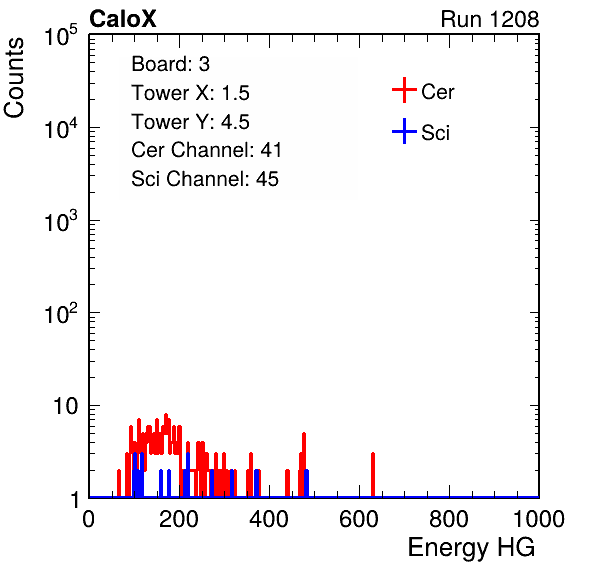 CaloX Run 1208
Counts
10^5
10^4
10^3
10^2
10
1
Board: 3
Tower X: 1.5
Tower Y: 4.5
Cer Channel: 41
Sci Channel: 45
Cer
Sci
0 200 400 600 800 1000
Energy HG